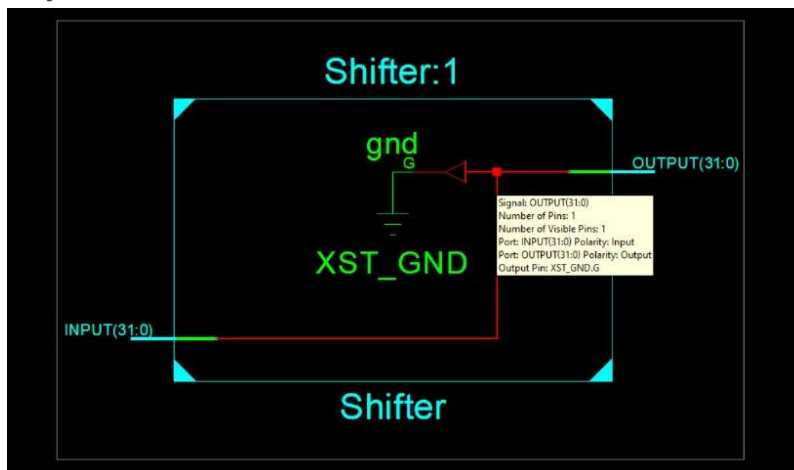 Shifter:1
gnd
G
OUTPUT(31:0)
Signal: OUTPUT(31:0)
Number of Pins: 1
Number of Visible Pins: 1
Port: INPUT(31:0) Polarity: Input
Port: OUTPUT(31:0) Polarity: Output
Output Pin: XST_GND.G
XST_GND
INPUT(31:0)
Shifter